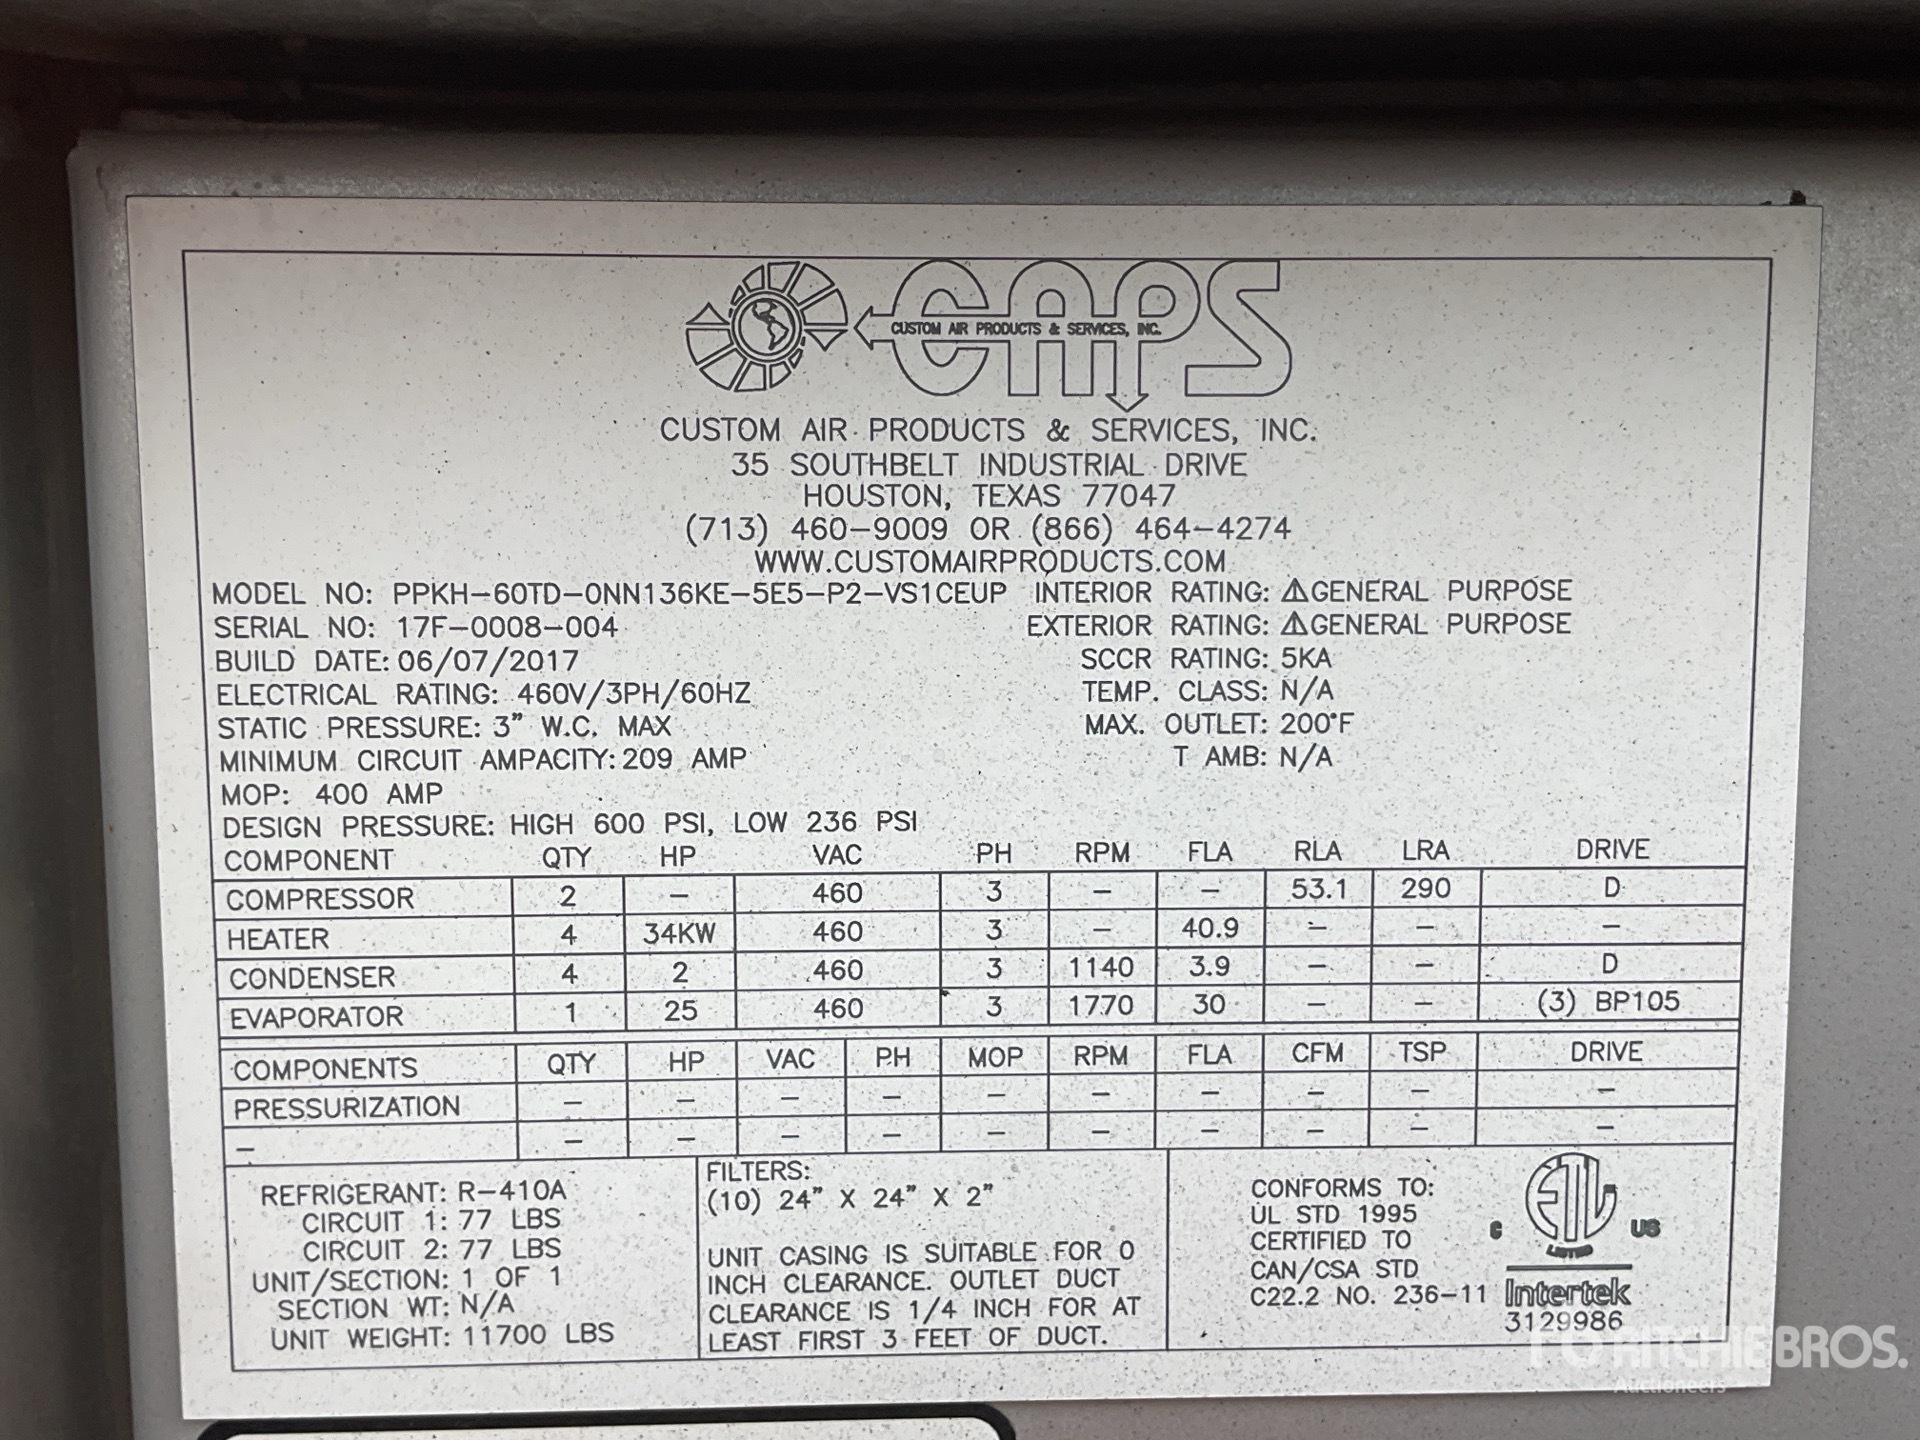 CAPS
CUSTOM AIR PRODUCTS & SERVICES, INC.
CUSTOM AIR PRODUCTS & SERVICES, INC.
35 SOUTHBELT INDUSTRIAL DRIVE
HOUSTON, TEXAS 77047
(713) 460-9009 OR (866) 464-4274
WWW.CUSTOMAIRPRODUCTS.COM
MODEL NO: PPKH-60TD-0NN136KE-5E5-P2-VS1CEUP INTERIOR RATING: ⚠GENERAL PURPOSE
SERIAL NO: 17F-0008-004 EXTERIOR RATING: ⚠GENERAL PURPOSE
BUILD DATE: 06/07/2017 SCCR RATING: 5KA
ELECTRICAL RATING: 460V/3PH/60HZ TEMP. CLASS: N/A
STATIC PRESSURE: 3" W.C. MAX MAX. OUTLET: 200°F
MINIMUM CIRCUIT AMPACITY: 209 AMP T AMB: N/A
MOP: 400 AMP
DESIGN PRESSURE: HIGH 600 PSI, LOW 236 PSI
COMPONENT QTY HP VAC PH RPM FLA RLA LRA DRIVE
COMPRESSOR 2 - 460 3 - - 53.1 290 D
HEATER 4 34KW 460 3 - 40.9 - - -
CONDENSER 4 2 460 3 1140 3.9 - - D
EVAPORATOR 1 25 460 3 1770 30 - - (3) BP105
COMPONENTS QTY HP VAC PH MOP RPM FLA CFM TSP DRIVE
PRESSURIZATION - - - - - - - - - -
- - - - - - - - - - -
REFRIGERANT: R-410A
CIRCUIT 1: 77 LBS
CIRCUIT 2: 77 LBS
UNIT/SECTION: 1 OF 1
SECTION WT: N/A
UNIT WEIGHT: 11700 LBS
FILTERS:
(10) 24" X 24" X 2"
UNIT CASING IS SUITABLE FOR 0
INCH CLEARANCE. OUTLET DUCT
CLEARANCE IS 1/4 INCH FOR AT
LEAST FIRST 3 FEET OF DUCT.
CONFORMS TO:
UL STD 1995
CERTIFIED TO
CAN/CSA STD
C22.2 NO. 236-11
ETL
C US
LISTED
Intertek
3129986
RITCHIE BROS.
Auctioneers